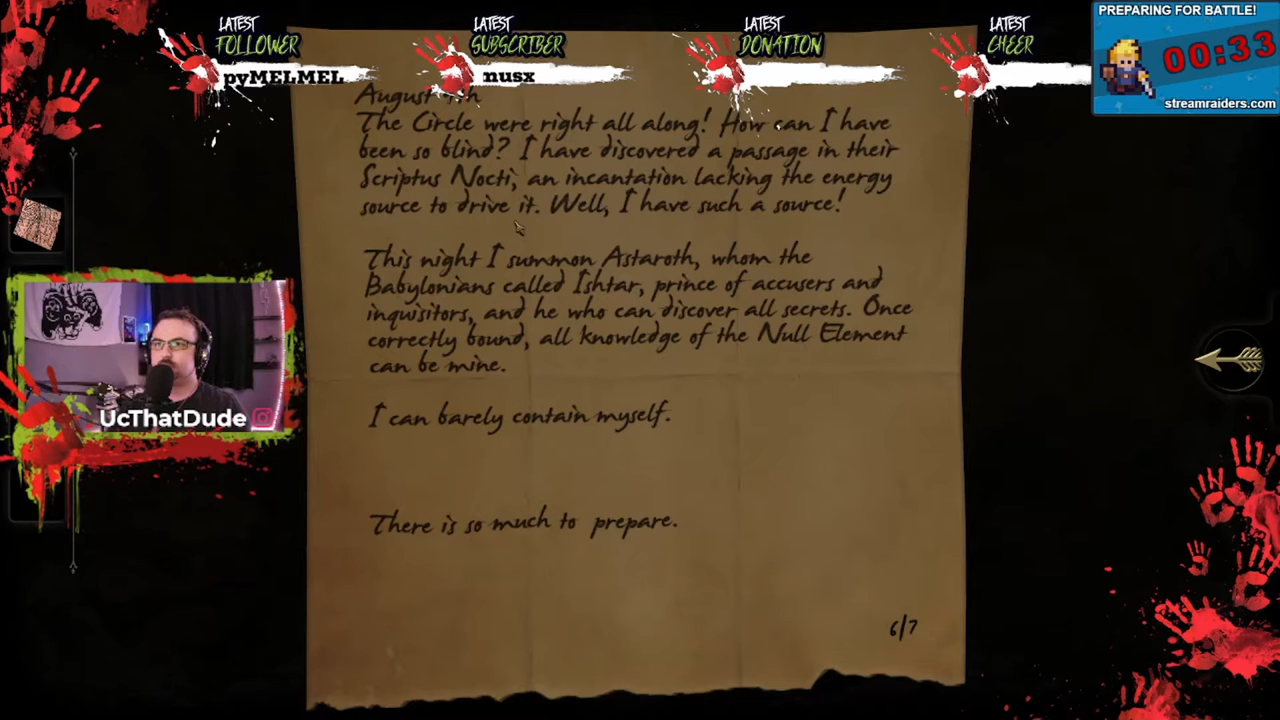 LATEST
FOLLOWER
pyMELMEL
LATEST
SUBSCRIBER
nusx
LATEST
DONATION
LATEST
CHEER
PREPARING FOR BATTLE!
00:33
streamraiders.com
August
The Circle were right all along! How can I have
been so blind? I have discovered a passage in their
Scriptus Nocti, an incantation lacking the energy
source to drive it. Well, I have such a source!
This night I summon Astaroth, whom the
Babylonians called Ishtar, prince of accusers and
inquisitors, and he who can discover all secrets. Once
correctly bound, all knowledge of the Null Element
can be mine.
I can barely contain myself.
There is so much to prepare.
6/7
UcThatDude